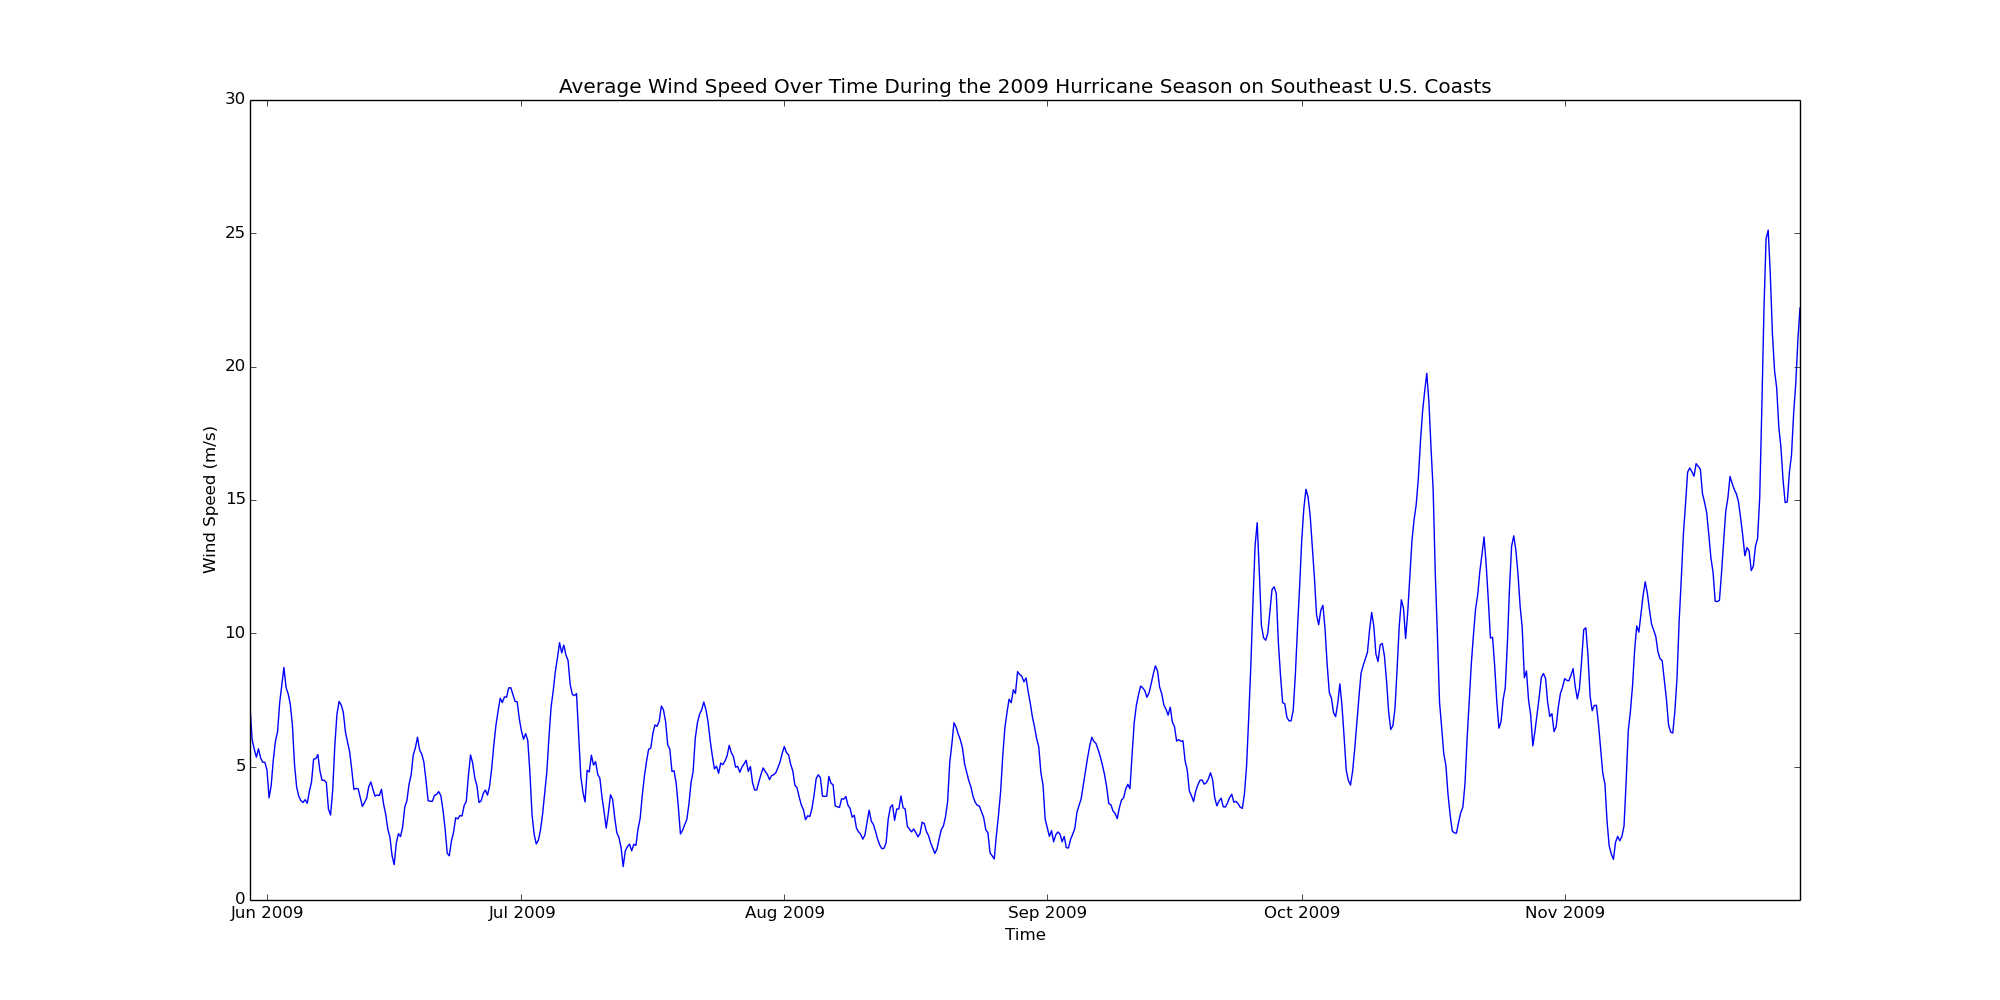 Average Wind Speed Over Time During the 2009 Hurricane Season on Southeast U.S. Coasts
30
25
20
15
10
5
0
Wind Speed (m/s)
Jun 2009 Jul 2009 Aug 2009 Sep 2009 Oct 2009 Nov 2009
Time